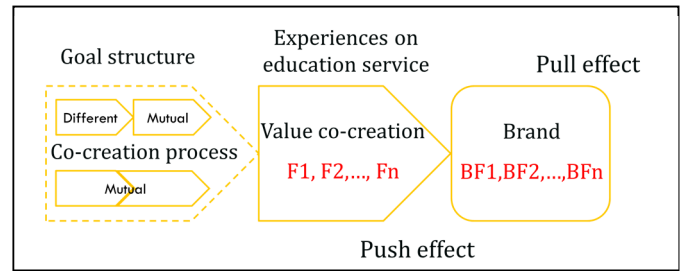 Goal structure
Different
Mutual
Co-creation process
Mutual
Experiences on
education service
Value co-creation
F1, F2,..., Fn
Push effect
Pull effect
Brand
BF1,BF2,...,BFn